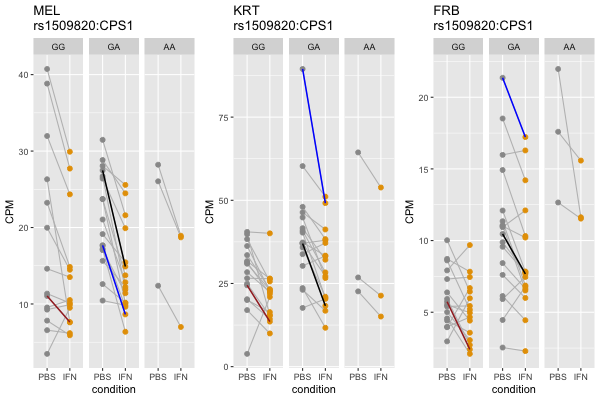 MEL
rs1509820:CPS1
GG GA AA
CPM
40
30
20
10
PBS IFN PBS IFN PBS IFN
condition
KRT
rs1509820:CPS1
GG GA AA
CPM
75
50
25
0
PBS IFN PBS IFN PBS IFN
condition
FRB
rs1509820:CPS1
GG GA AA
CPM
20
15
10
5
PBS IFN PBS IFN PBS IFN
condition